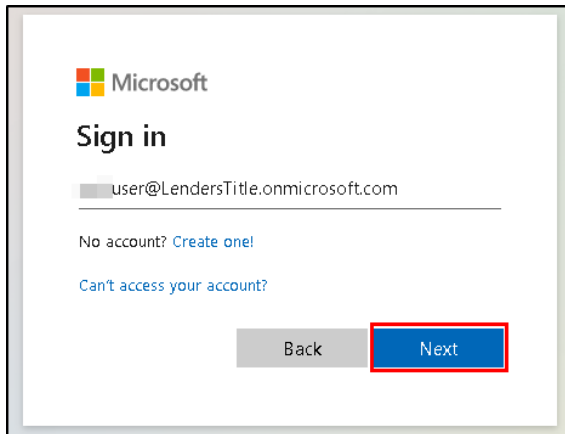 Microsoft
Sign in
user@LendersTitle.onmicrosoft.com
No account? Create one!
Can't access your account?
Back
Next